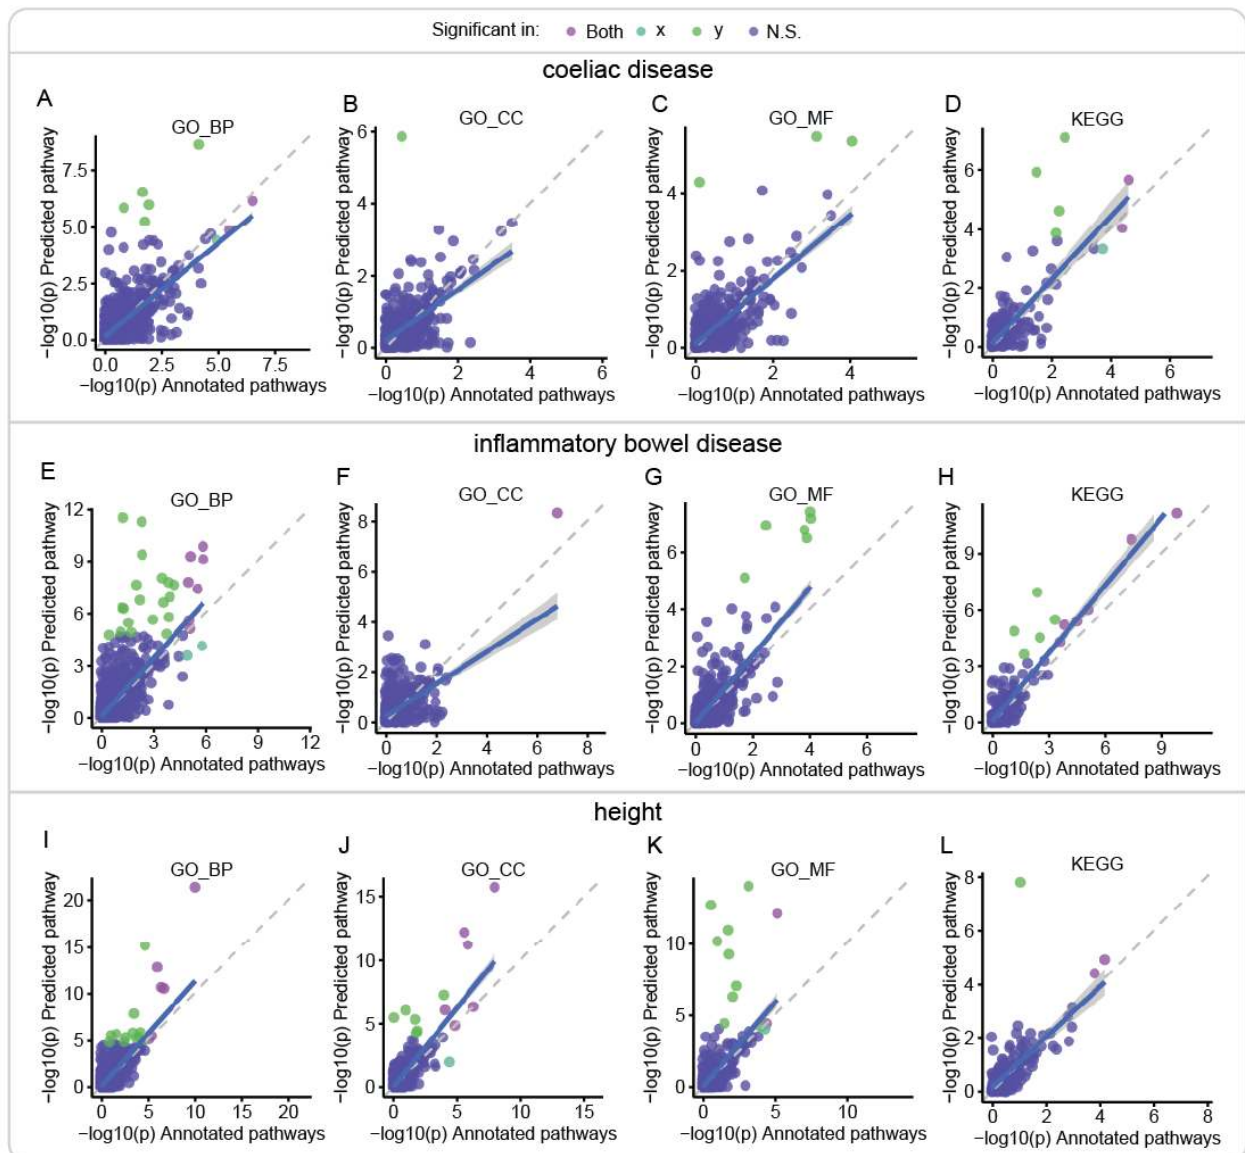 Significant in: Both x y N.S.
coeliac disease
A B C D
GO_BP GO_CC GO_MF KEGG
−log10(p) Predicted pathway −log10(p) Predicted pathway −log10(p) Predicted pathway −log10(p) Predicted pathway
7.5 5.0 2.5 0.0
6 4 2 0
4 2 0
6 4 2 0
0.0 2.5 5.0 7.5
0 2 4 6
0 2 4
0 2 4 6
−log10(p) Annotated pathways −log10(p) Annotated pathways −log10(p) Annotated pathways −log10(p) Annotated pathways
inflammatory bowel disease
E F G H
GO_BP GO_CC GO_MF KEGG
−log10(p) Predicted pathway −log10(p) Predicted pathway −log10(p) Predicted pathway −log10(p) Predicted pathway
12 9 6 3 0
8 6 4 2 0
6 4 2 0
9 6 3 0
0 3 6 9 12
0 2 4 6 8
0 2 4 6
0 3 6 9
−log10(p) Annotated pathways −log10(p) Annotated pathways −log10(p) Annotated pathways −log10(p) Annotated pathways
height
I J K L
GO_BP GO_CC GO_MF KEGG
−log10(p) Predicted pathway −log10(p) Predicted pathway −log10(p) Predicted pathway −log10(p) Predicted pathway
20 15 10 5 0
15 10 5 0
10 5 0
8 6 4 2 0
0 5 10 15 20
0 5 10 15
0 5 10
0 2 4 6 8
−log10(p) Annotated pathways −log10(p) Annotated pathways −log10(p) Annotated pathways −log10(p) Annotated pathways